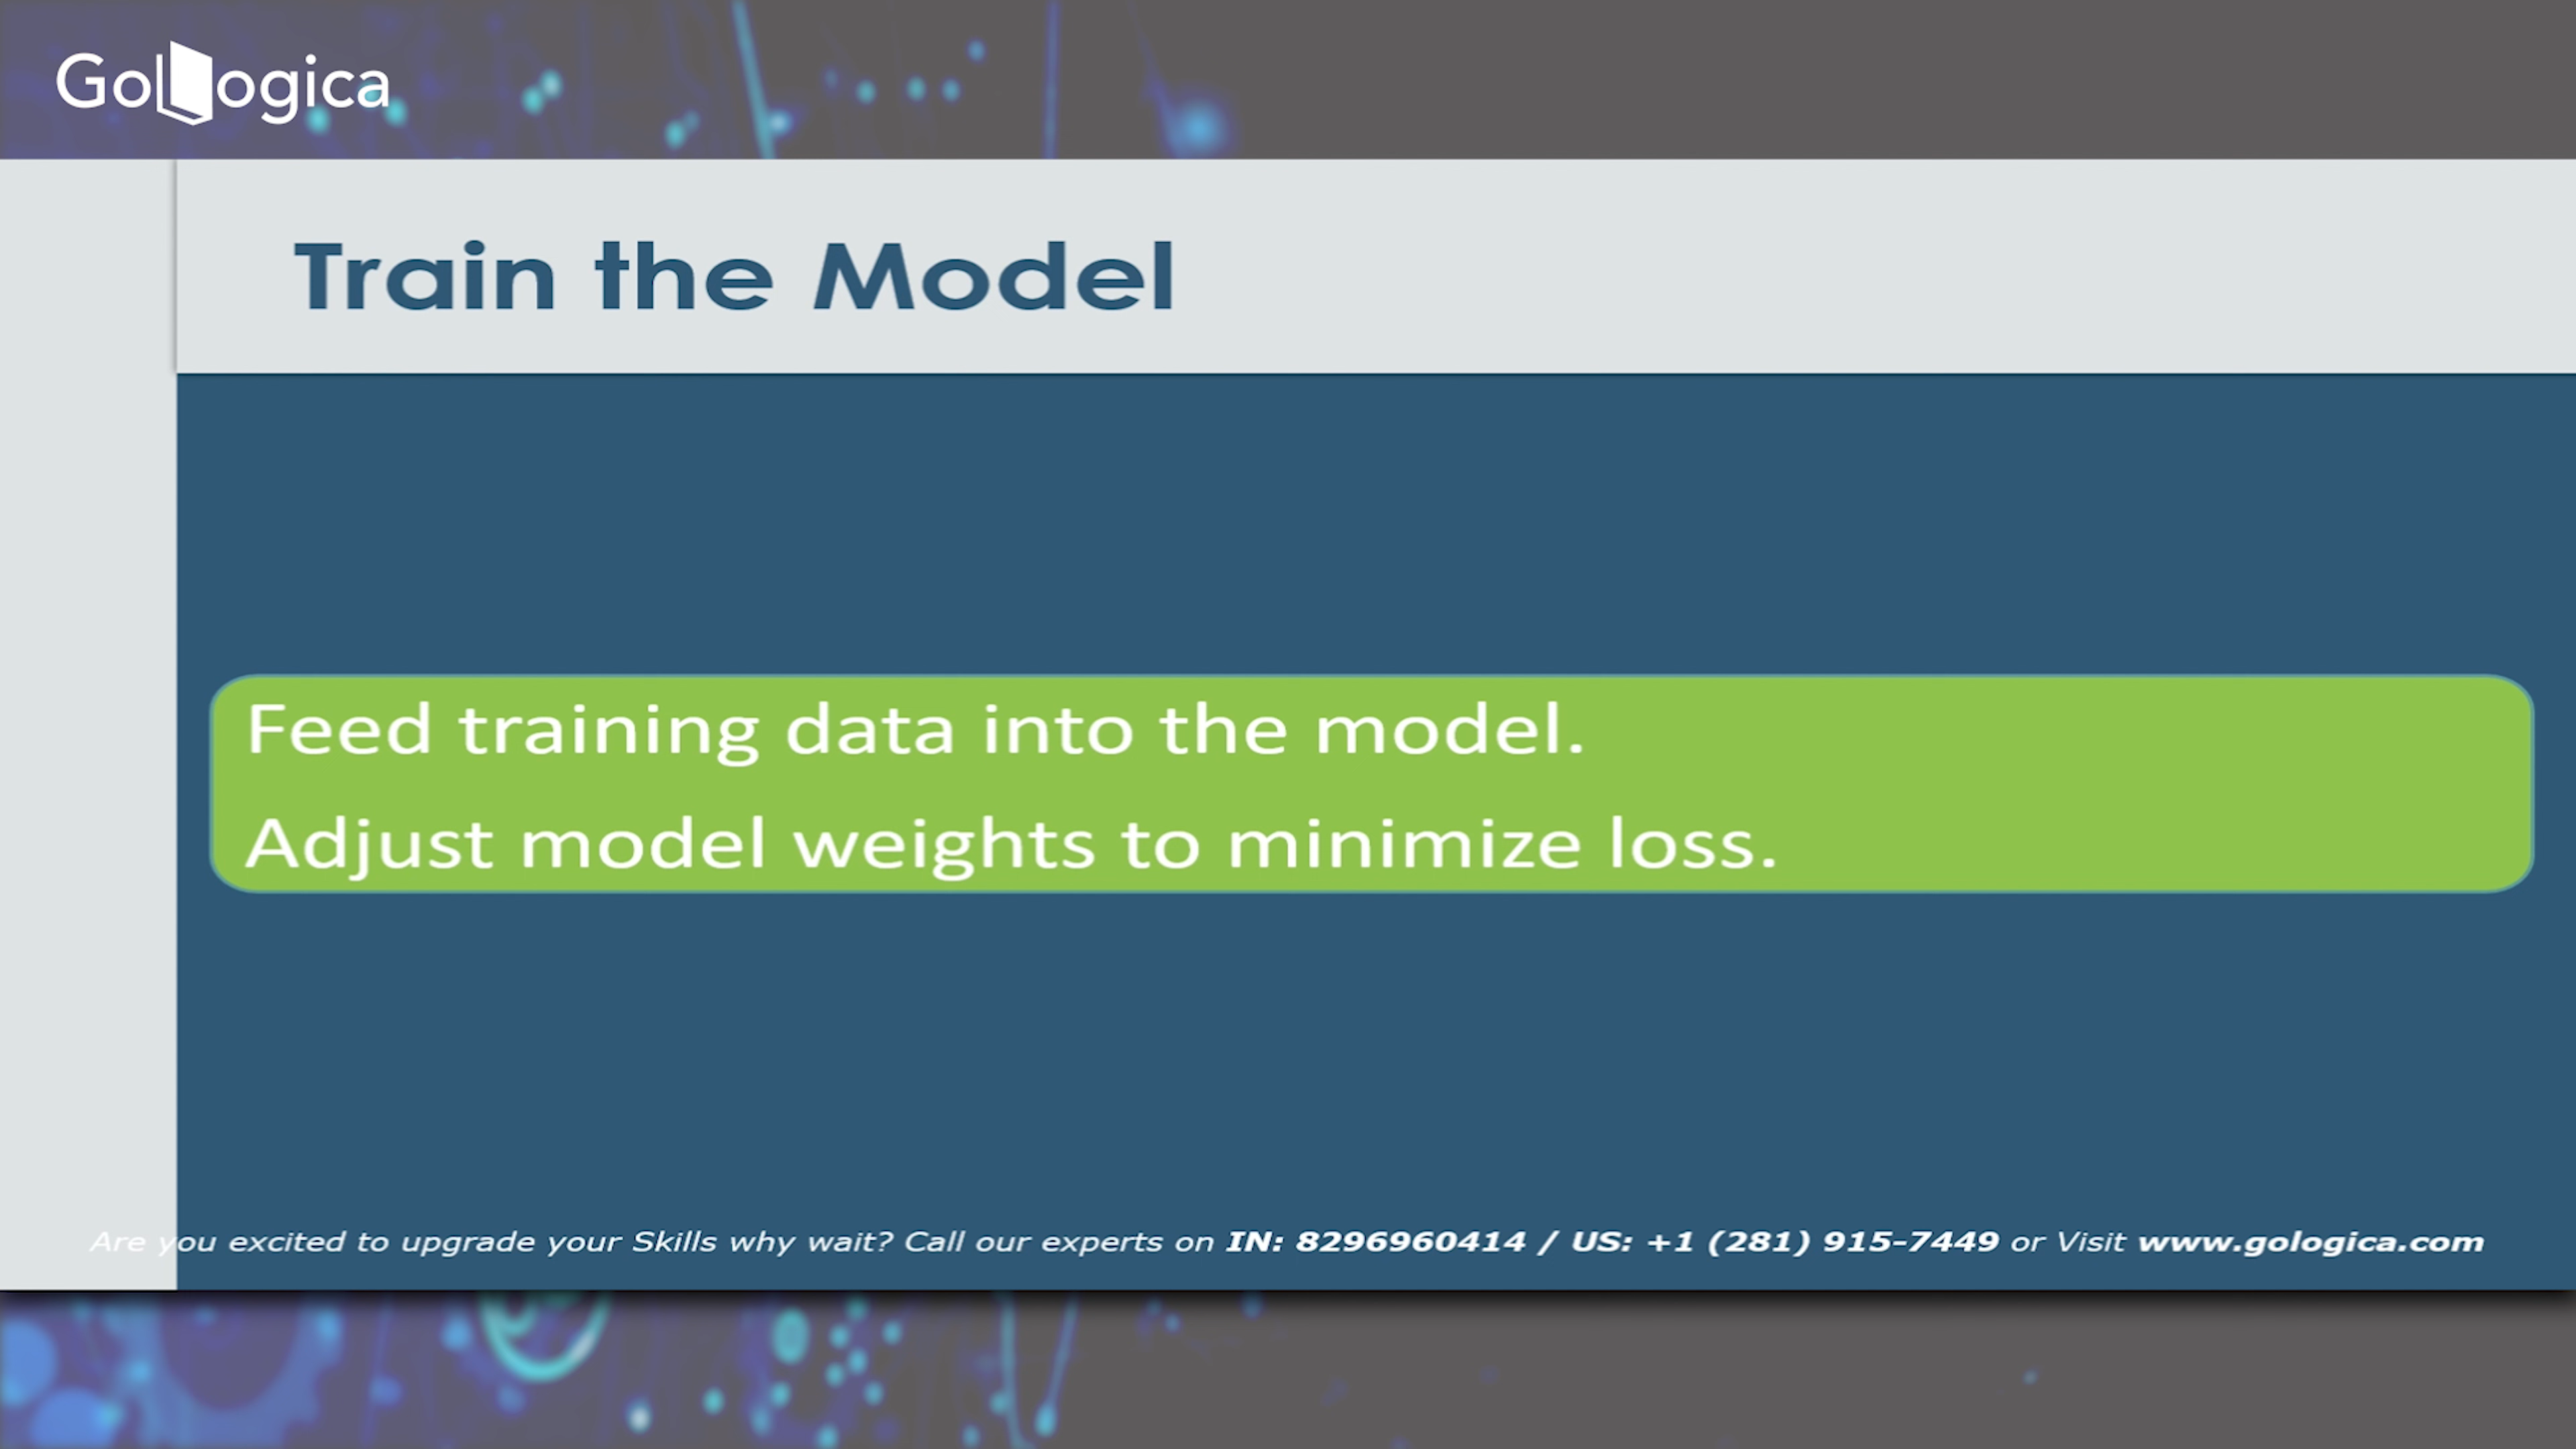 GoLogica
Train the Model
Feed training data into the model.
Adjust model weights to minimize loss.
Are you excited to upgrade your Skills why wait? Call our experts on IN: 8296960414 / US: +1 (281) 915-7449 or Visit www.gologica.com